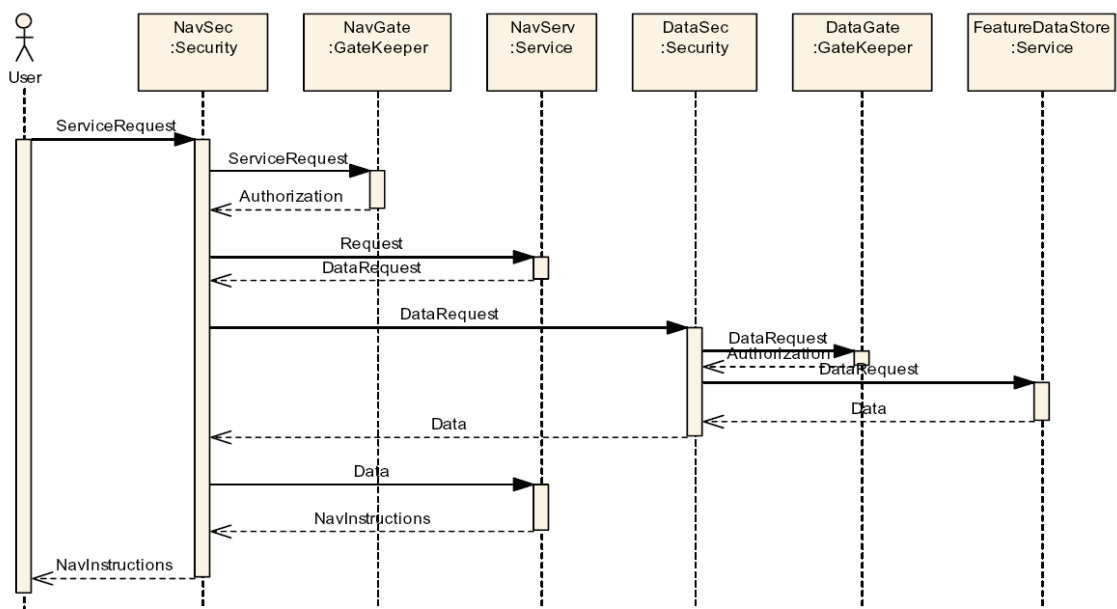 NavSec
:Security
NavGate
:GateKeeper
NavServ
:Service
DataSec
:Security
DataGate
:GateKeeper
FeatureDataStore
:Service
User
ServiceRequest
ServiceRequest
Authorization
Request
DataRequest
DataRequest
DataRequest
Authorization
DataRequest
Data
Data
Data
NavInstructions
NavInstructions